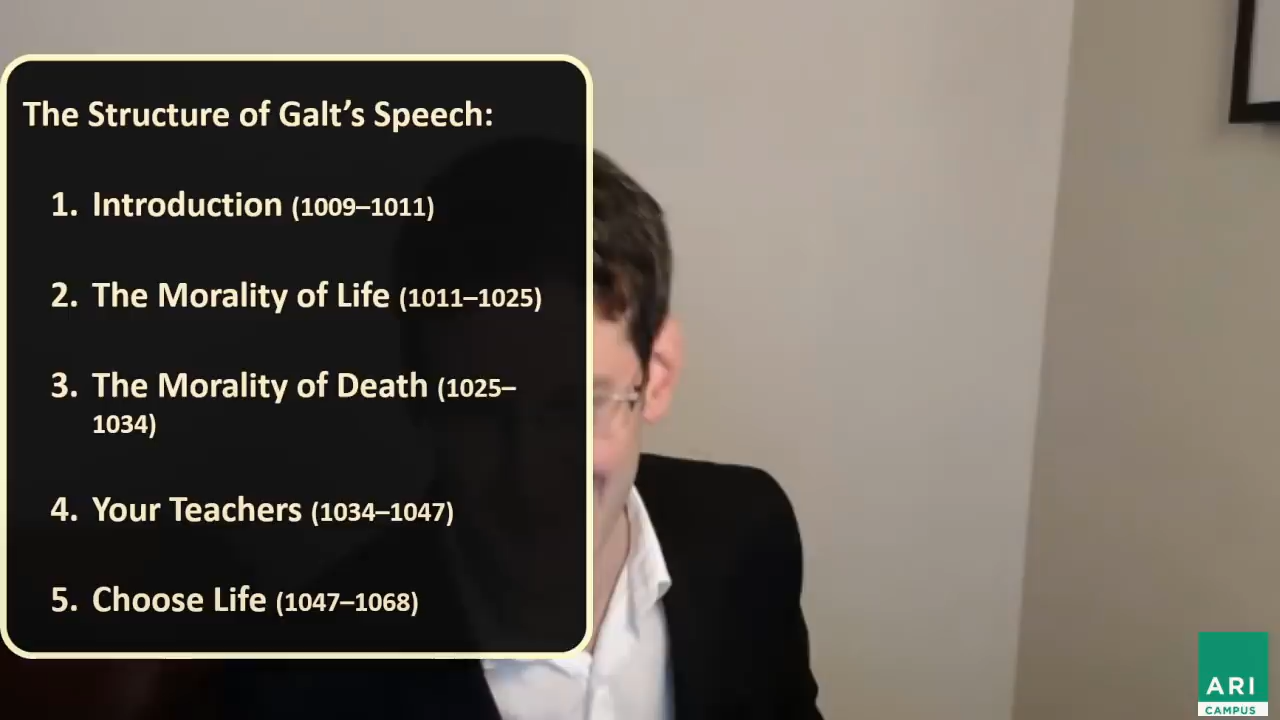 The Structure of Galt’s Speech:
1. Introduction (1009–1011)
2. The Morality of Life (1011–1025)
3. The Morality of Death (1025–
1034)
4. Your Teachers (1034–1047)
5. Choose Life (1047–1068)
ARI
CAMPUS